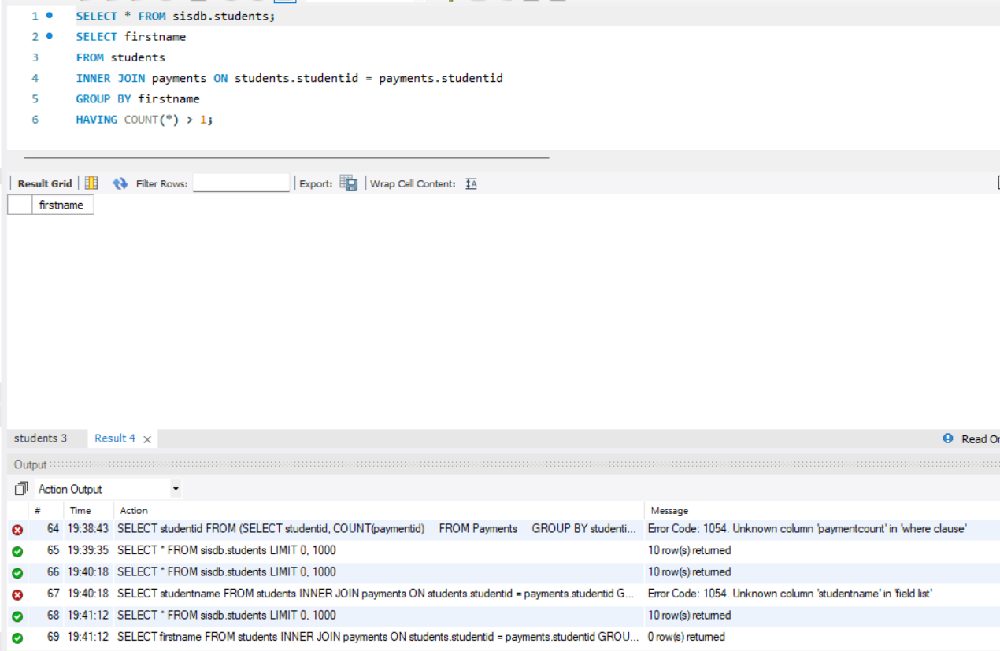 1 SELECT * FROM sisdb.students;
2 SELECT firstname
3 FROM students
4 INNER JOIN payments ON students.studentid = payments.studentid
5 GROUP BY firstname
6 HAVING COUNT(*) > 1;
Result Grid Filter Rows: Export: Wrap Cell Content:
firstname
students 3 Result 4 Read Or
Output
Action Output
# Time Action Message
64 19:38:43 SELECT studentid FROM (SELECT studentid, COUNT(paymentid) FROM Payments GROUP BY studenti... Error Code: 1054. Unknown column 'paymentcount' in 'where clause'
65 19:39:35 SELECT * FROM sisdb.students LIMIT 0, 1000 10 row(s) returned
66 19:40:18 SELECT * FROM sisdb.students LIMIT 0, 1000 10 row(s) returned
67 19:40:18 SELECT studentname FROM students INNER JOIN payments ON students.studentid = payments.studentid G... Error Code: 1054. Unknown column 'studentname' in 'field list'
68 19:41:12 SELECT * FROM sisdb.students LIMIT 0, 1000 10 row(s) returned
69 19:41:12 SELECT firstname FROM students INNER JOIN payments ON students.studentid = payments.studentid GROU... 0 row(s) returned